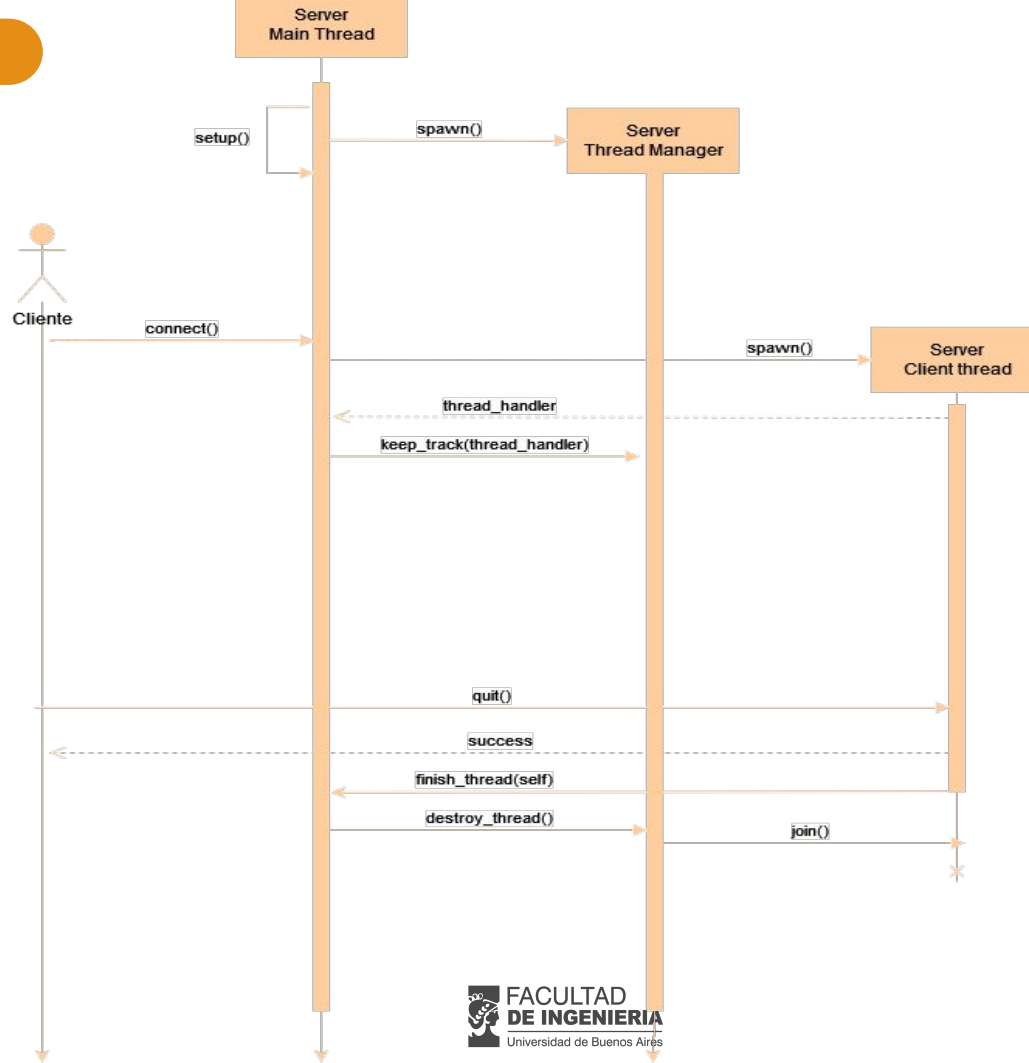 Server
Main Thread
setup()
spawn()
Server
Thread Manager
Cliente
connect()
spawn()
Server
Client thread
thread_handler
keep_track(thread_handler)
quit()
success
finish_thread(self)
destroy_thread()
join()
FACULTAD
DE INGENIERIA
Universidad de Buenos Aires